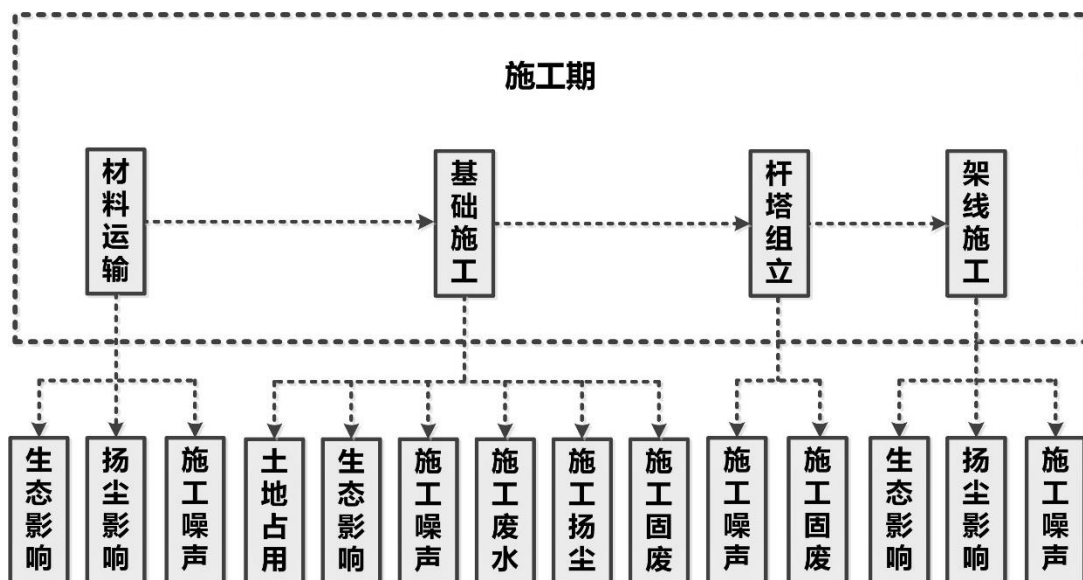 施工期
材料运输
基础施工
杆塔组立
架线施工
生态影响
扬尘影响
施工噪声
土地占用
生态影响
施工噪声
施工废水
施工扬尘
施工固废
施工噪声
施工固废
生态影响
扬尘影响
施工噪声